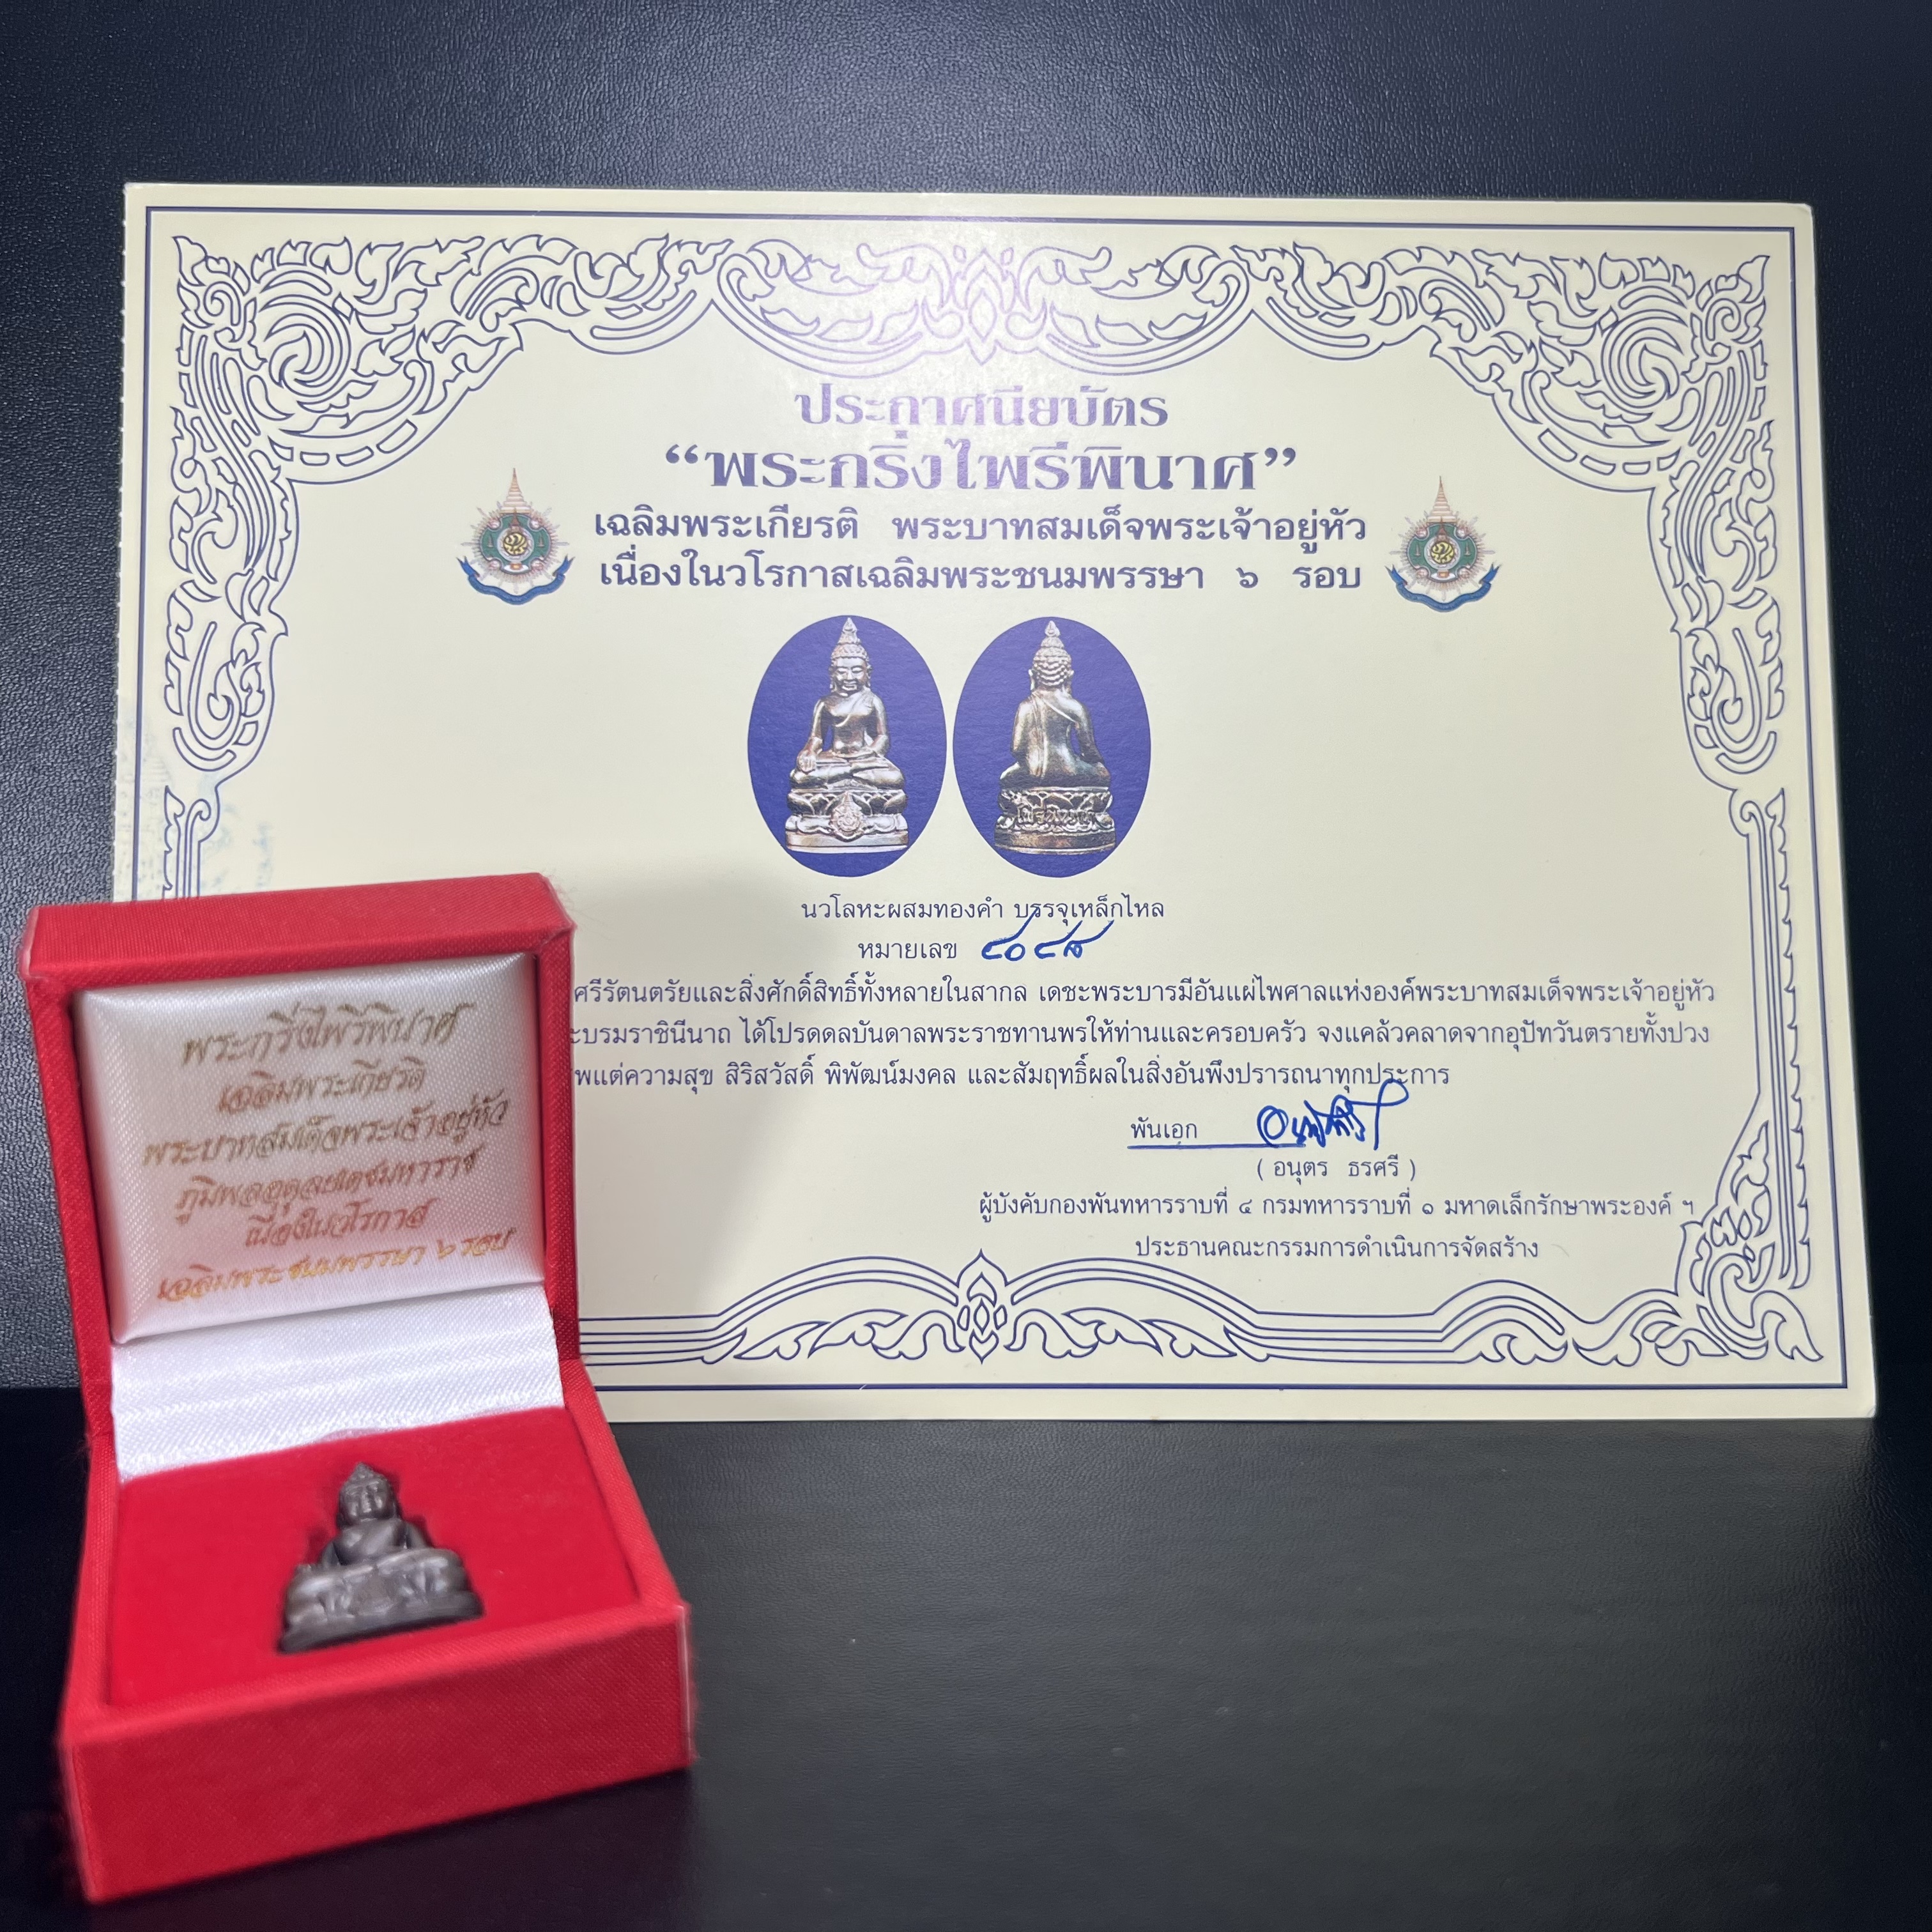 ประกาศนียบัตร
“พระกริ่งไพรีพินาศ”
เฉลิมพระเกียรติ พระบาทสมเด็จพระเจ้าอยู่หัว
เนื่องในวโรกาสเฉลิมพระชนมพรรษา ๖ รอบ
นวโลหะผสมทองคำ บรรจุเหล็กไหล
หมายเลข
ศรีรัตนตรัยและสิ่งศักดิ์สิทธิ์ทั้งหลายในสากล เดชะพระบารมีอันแผ่ไพศาลแห่งองค์พระบาทสมเด็จพระเจ้าอยู่หัว
ะบรมราชินีนาถ ได้โปรดดลบันดาลพระราชทานพรให้ท่านและครอบครัว จงแคล้วคลาดจากอุปัทวันตรายทั้งปวง
พแต่ความสุข สิริสวัสดิ์ พิพัฒน์มงคล และสัมฤทธิ์ผลในสิ่งอันพึงปรารถนาทุกประการ
พันเอก
( อนุตร ธรศรี )
ผู้บังคับกองพันทหารราบที่ ๔ กรมทหารราบที่ ๑ มหาดเล็กรักษาพระองค์ ฯ
ประธานคณะกรรมการดำเนินการจัดสร้าง
พระกริ่งไพรีพินาศ
เฉลิมพระเกียรติ
พระบาทสมเด็จพระเจ้าอยู่หัว
ภูมิพลอดุลยเดชมหาราช
เนื่องในวโรกาส
เฉลิมพระชนมพรรษา ๖ รอบ